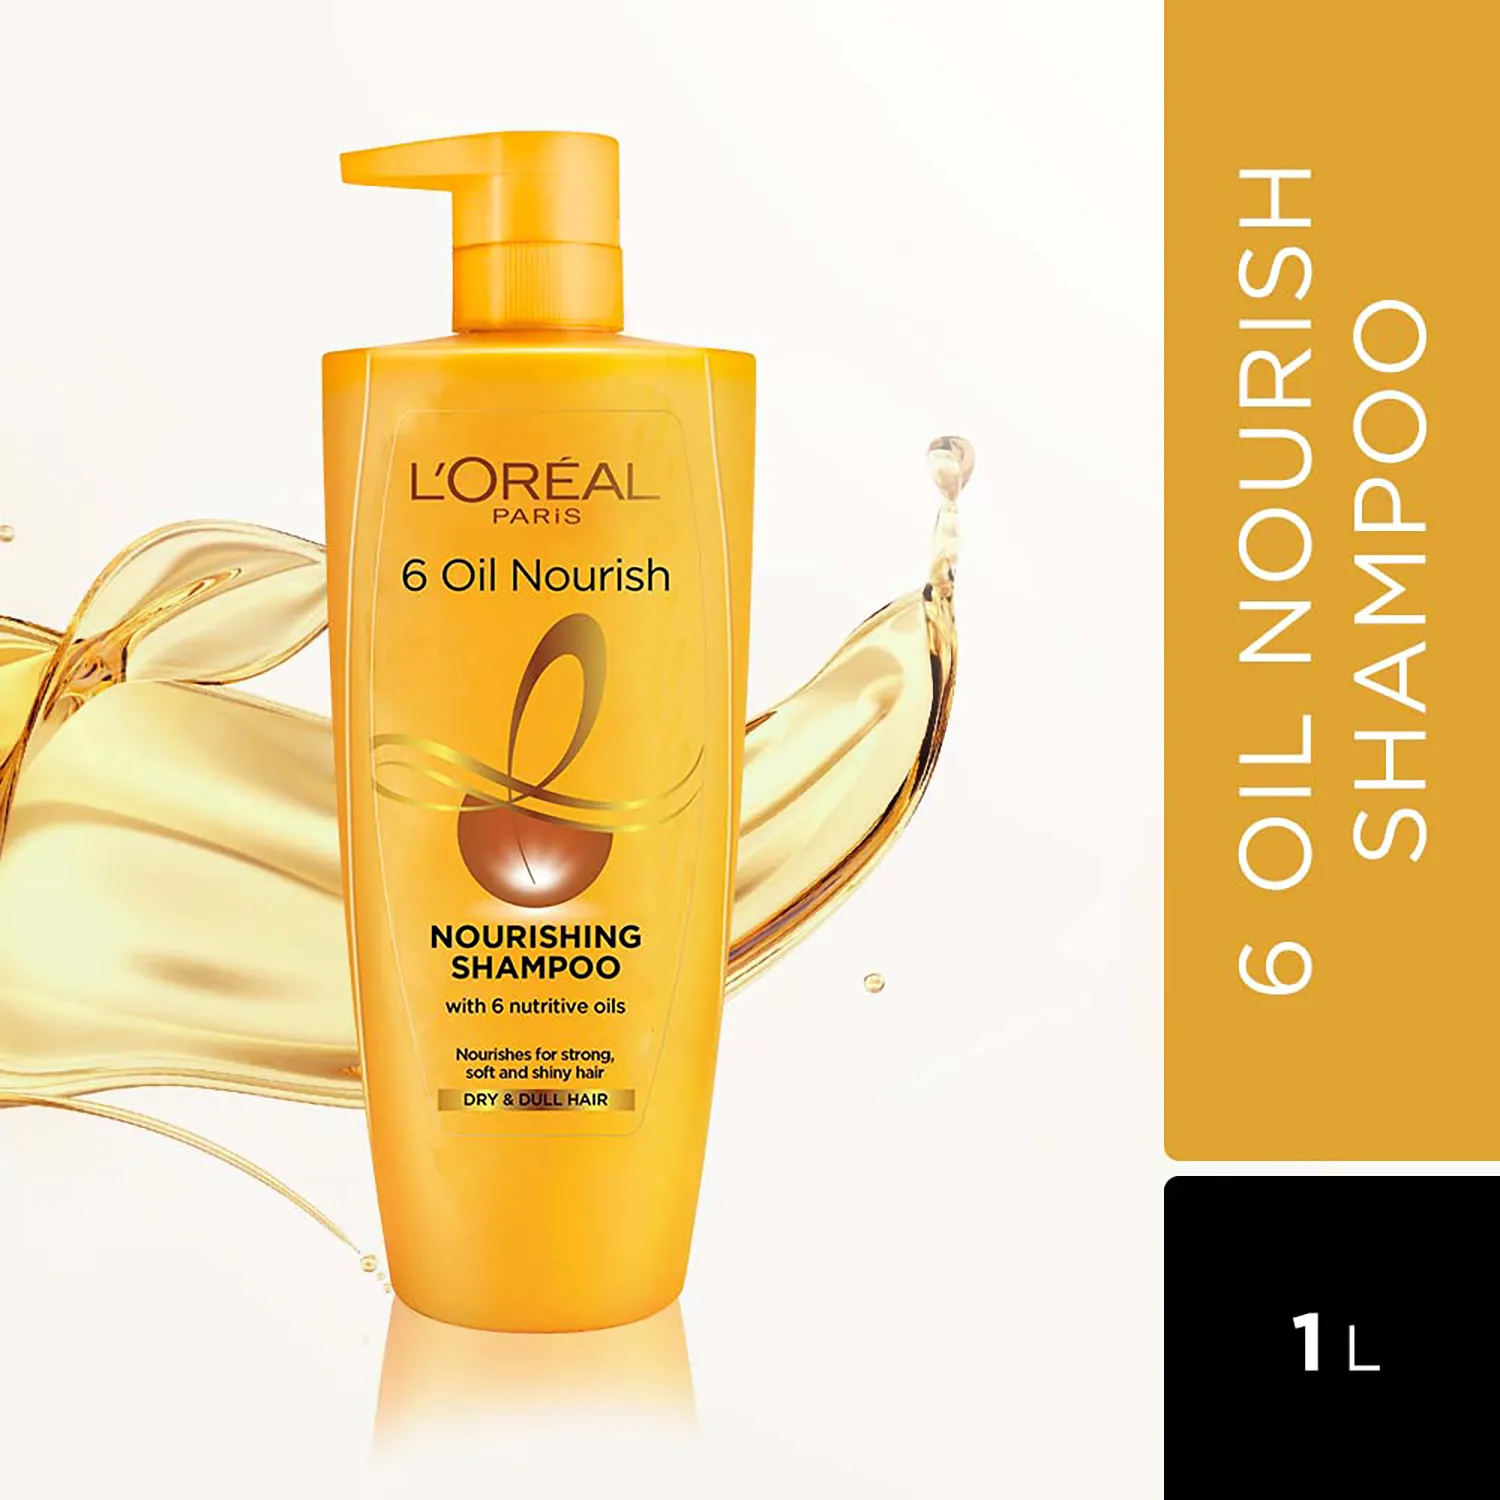 L'ORÉAL
PARiS
6 Oil Nourish
NOURISHING
SHAMPOO
with 6 nutritive oils
Nourishes for strong,
soft and shiny hair
DRY & DULL HAIR
6 OIL NOURISH
SHAMPOO
1 L